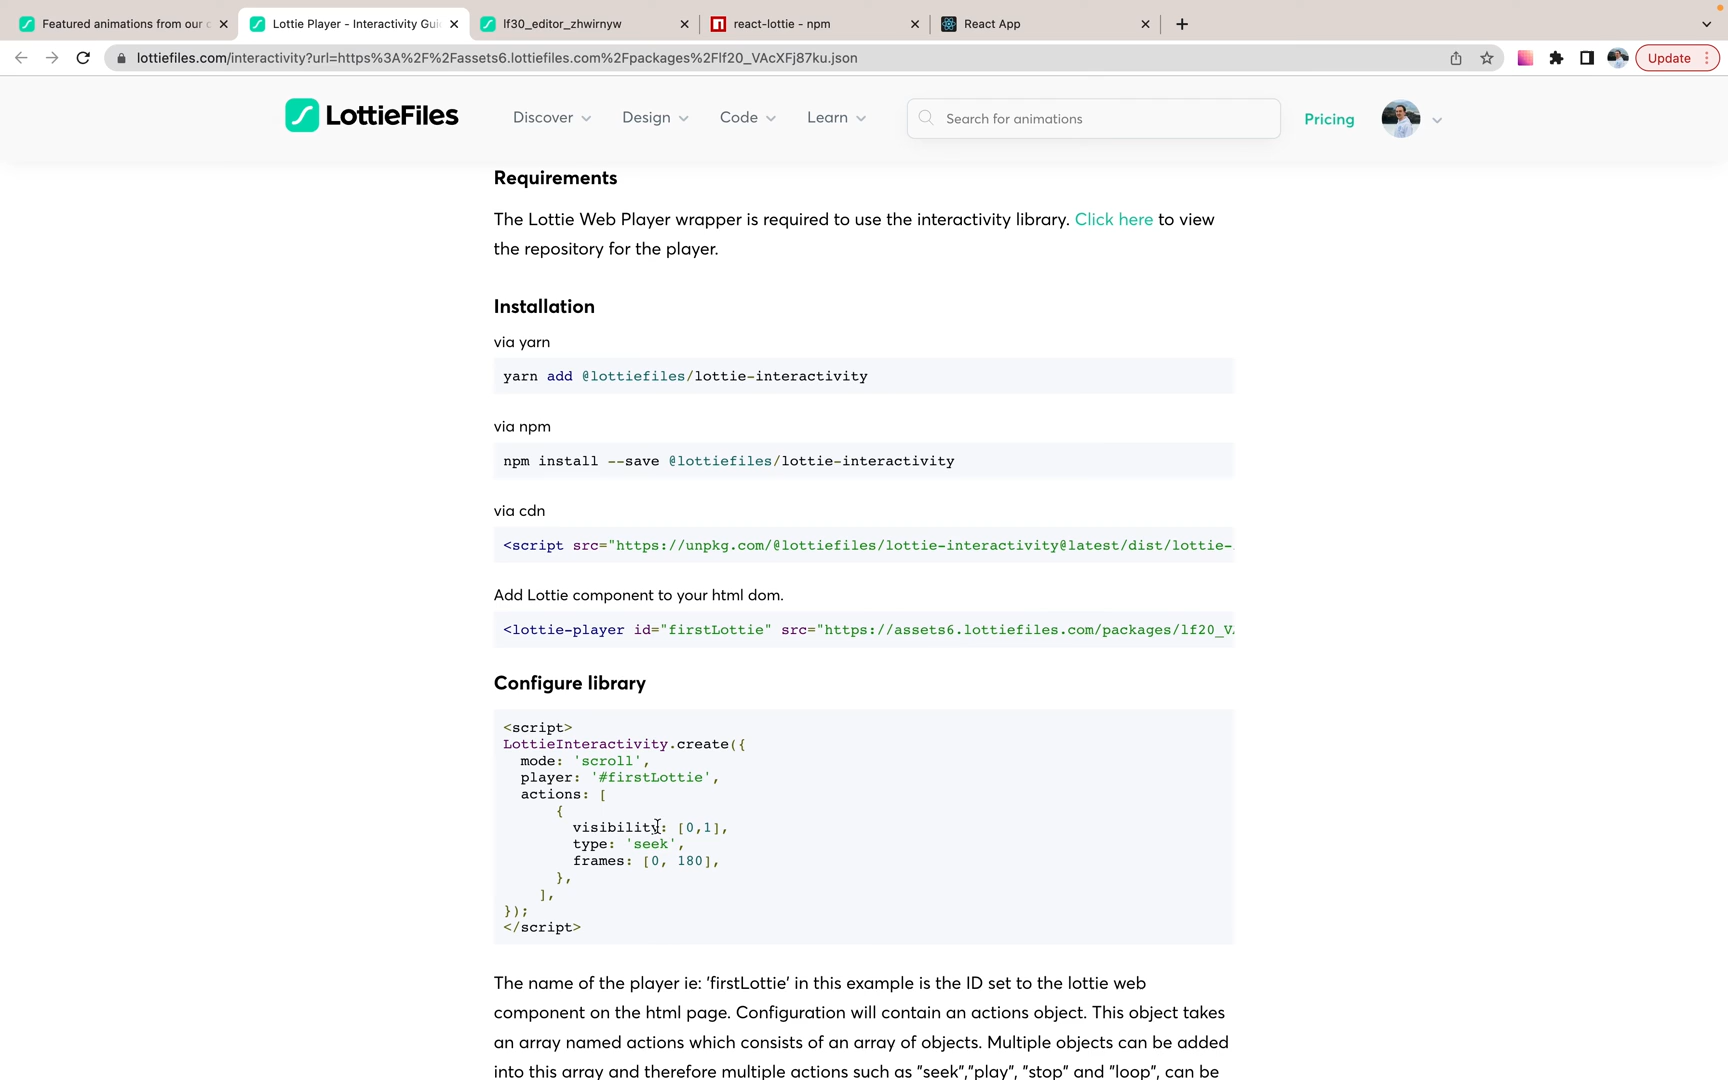 Featured animations from our c
Lottie Player - Interactivity Gui
lf30_editor_zhwirnyw
react-lottie - npm
React App
lottiefiles.com/interactivity?url=https%3A%2F%2Fassets6.lottiefiles.com%2Fpackages%2Flf20_VAcXFj87ku.json
Update
LottieFiles
Discover
Design
Code
Learn
Search for animations
Pricing
Requirements
The Lottie Web Player wrapper is required to use the interactivity library. Click here to view
the repository for the player.
Installation
via yarn
yarn add @lottiefiles/lottie-interactivity
via npm
npm install --save @lottiefiles/lottie-interactivity
via cdn
<script src="https://unpkg.com/@lottiefiles/lottie-interactivity@latest/dist/lottie-
Add Lottie component to your html dom.
<lottie-player id="firstLottie" src="https://assets6.lottiefiles.com/packages/lf20_VA
Configure library
<script>
LottieInteractivity.create({
mode: 'scroll',
player: '#firstLottie',
actions: [
{
visibility: [0,1],
type: 'seek',
frames: [0, 180],
},
],
});
</script>
The name of the player ie: 'firstLottie' in this example is the ID set to the lottie web
component on the html page. Configuration will contain an actions object. This object takes
an array named actions which consists of an array of objects. Multiple objects can be added
into this array and therefore multiple actions such as "seek","play", "stop" and "loop", can be